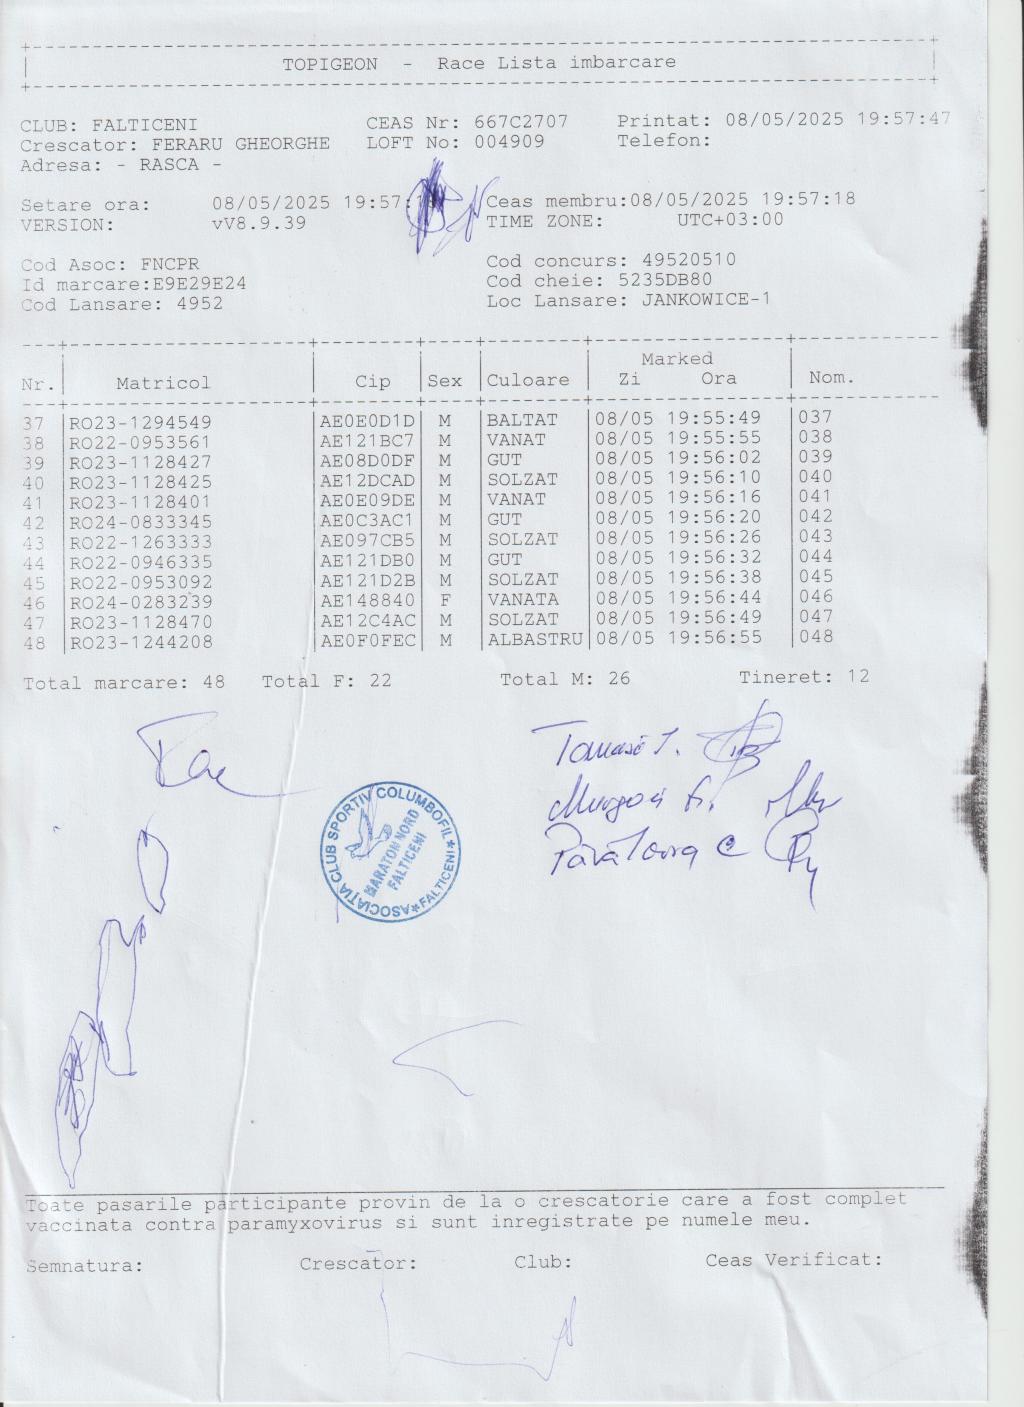 TOPIGEON - Race Lista imbarcare
CLUB: FALTICENI CEAS Nr: 667C2707 Printat: 08/05/2025 19:57:47
Crescator: FERARU GHEORGHE LOFT No: 004909 Telefon:
Adresa: - RASCA -
Setare ora: 08/05/2025 19:57: Ceas membru:08/05/2025 19:57:18
VERSION: vV8.9.39 TIME ZONE: UTC+03:00
Cod Asoc: FNCPR Cod concurs: 49520510
Id marcare:E9E29E24 Cod cheie: 5235DB80
Cod Lansare: 4952 Loc Lansare: JANKOWICE-1
Marked
Nr. Matricol Cip Sex Culoare Zi Ora Nom.
37 RO23-1294549 AE0E0D1D M BALTAT 08/05 19:55:49 037
38 RO22-0953561 AE121BC7 M VANAT 08/05 19:55:55 038
39 RO23-1128427 AE08D0DF M GUT 08/05 19:56:02 039
40 RO23-1128425 AE12DCAD M SOLZAT 08/05 19:56:10 040
41 RO23-1128401 AE0E09DE M VANAT 08/05 19:56:16 041
42 RO24-0833345 AE0C3AC1 M GUT 08/05 19:56:20 042
43 RO22-1263333 AE097CB5 M SOLZAT 08/05 19:56:26 043
44 RO22-0946335 AE121DB0 M GUT 08/05 19:56:32 044
45 RO22-0953092 AE121D2B M SOLZAT 08/05 19:56:38 045
46 RO24-0283239 AE148840 F VANATA 08/05 19:56:44 046
47 RO23-1128470 AE12C4AC M SOLZAT 08/05 19:56:49 047
48 RO23-1244208 AE0F0FEC M ALBASTRU 08/05 19:56:55 048
Total marcare: 48 Total F: 22 Total M: 26 Tineret: 12
ASOCIAȚIA CLUB SPORTIV COLUMBOFIL
MARATON NORD
FALTICENI
*FALTICENI*
Toate pasarile participante provin de la o crescatorie care a fost complet
vaccinata contra paramyxovirus si sunt inregistrate pe numele meu.
Semnatura: Crescator: Club: Ceas Verificat: